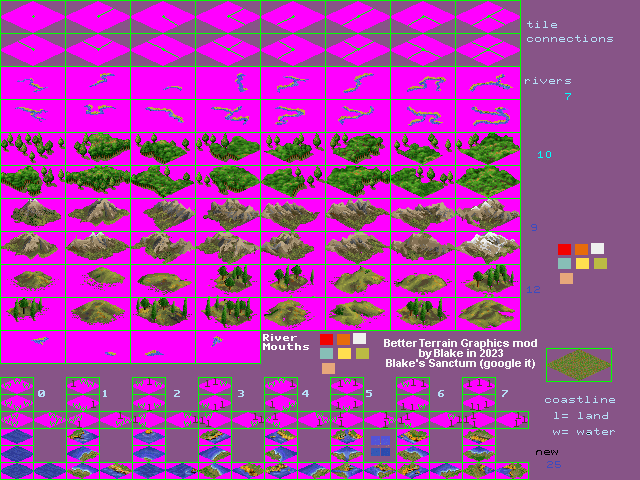 tile
connections
rivers
7
10
9
12
River
Mouths
Better Terrain Graphics mod
by Blake in 2023
Blake's Sanctum (google it)
0
1
2
3
4
5
6
7
coastline
l= land
w= water
new